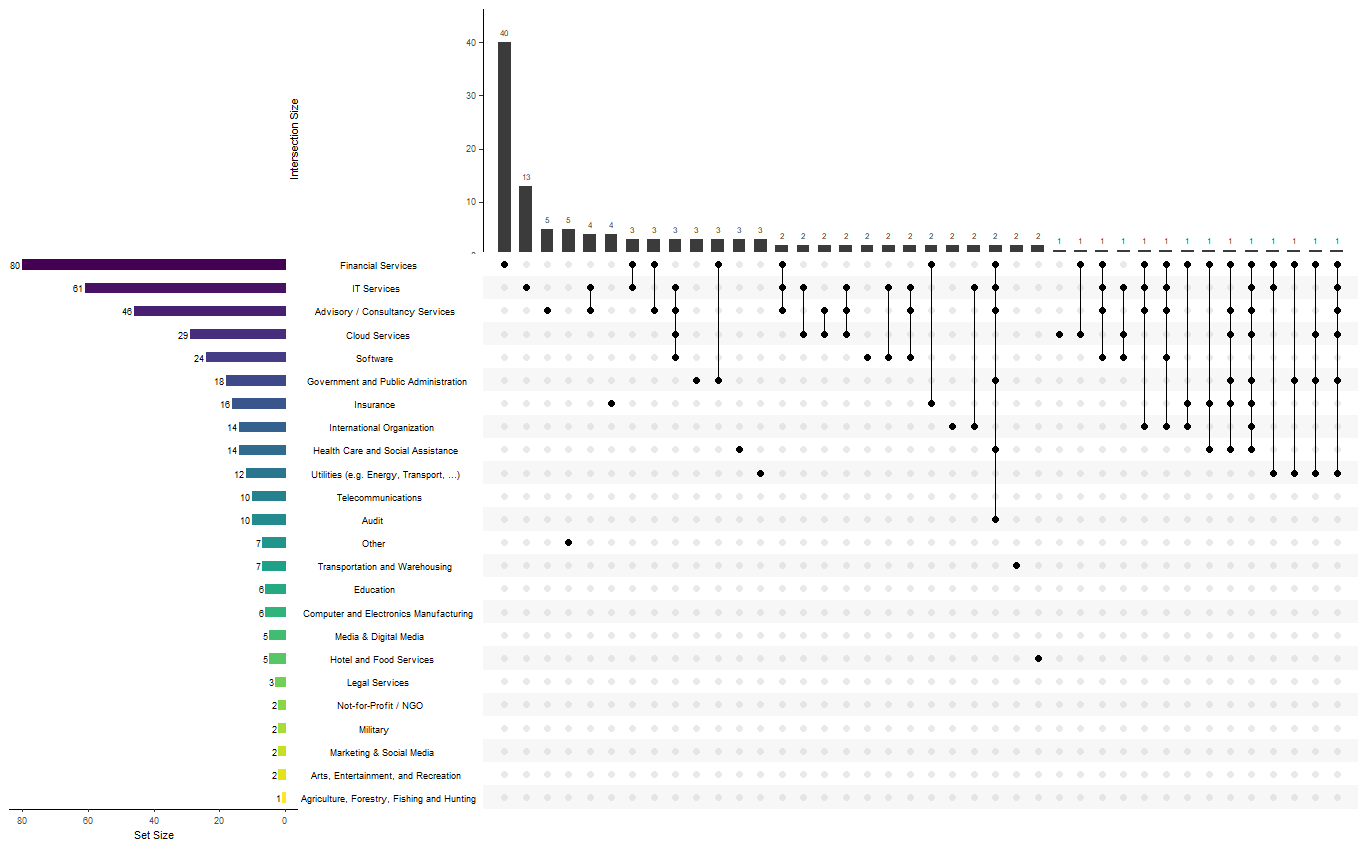 40
40
30
20
10
Intersection Size
13
5
5
4
4
3
3
3
3
3
3
3
2
2
2
2
2
2
2
2
2
2
2
2
2
1
1
1
1
1
1
1
1
1
1
1
1
1
1
80 Financial Services
61 IT Services
46 Advisory / Consultancy Services
29 Cloud Services
24 Software
18 Government and Public Administration
16 Insurance
14 International Organization
14 Health Care and Social Assistance
12 Utilities (e.g. Energy, Transport, ...)
10 Telecommunications
10 Audit
7 Other
7 Transportation and Warehousing
6 Education
6 Computer and Electronics Manufacturing
5 Media & Digital Media
5 Hotel and Food Services
3 Legal Services
2 Not-for-Profit / NGO
2 Military
2 Marketing & Social Media
2 Arts, Entertainment, and Recreation
1 Agriculture, Forestry, Fishing and Hunting
80 60 40 20 0
Set Size